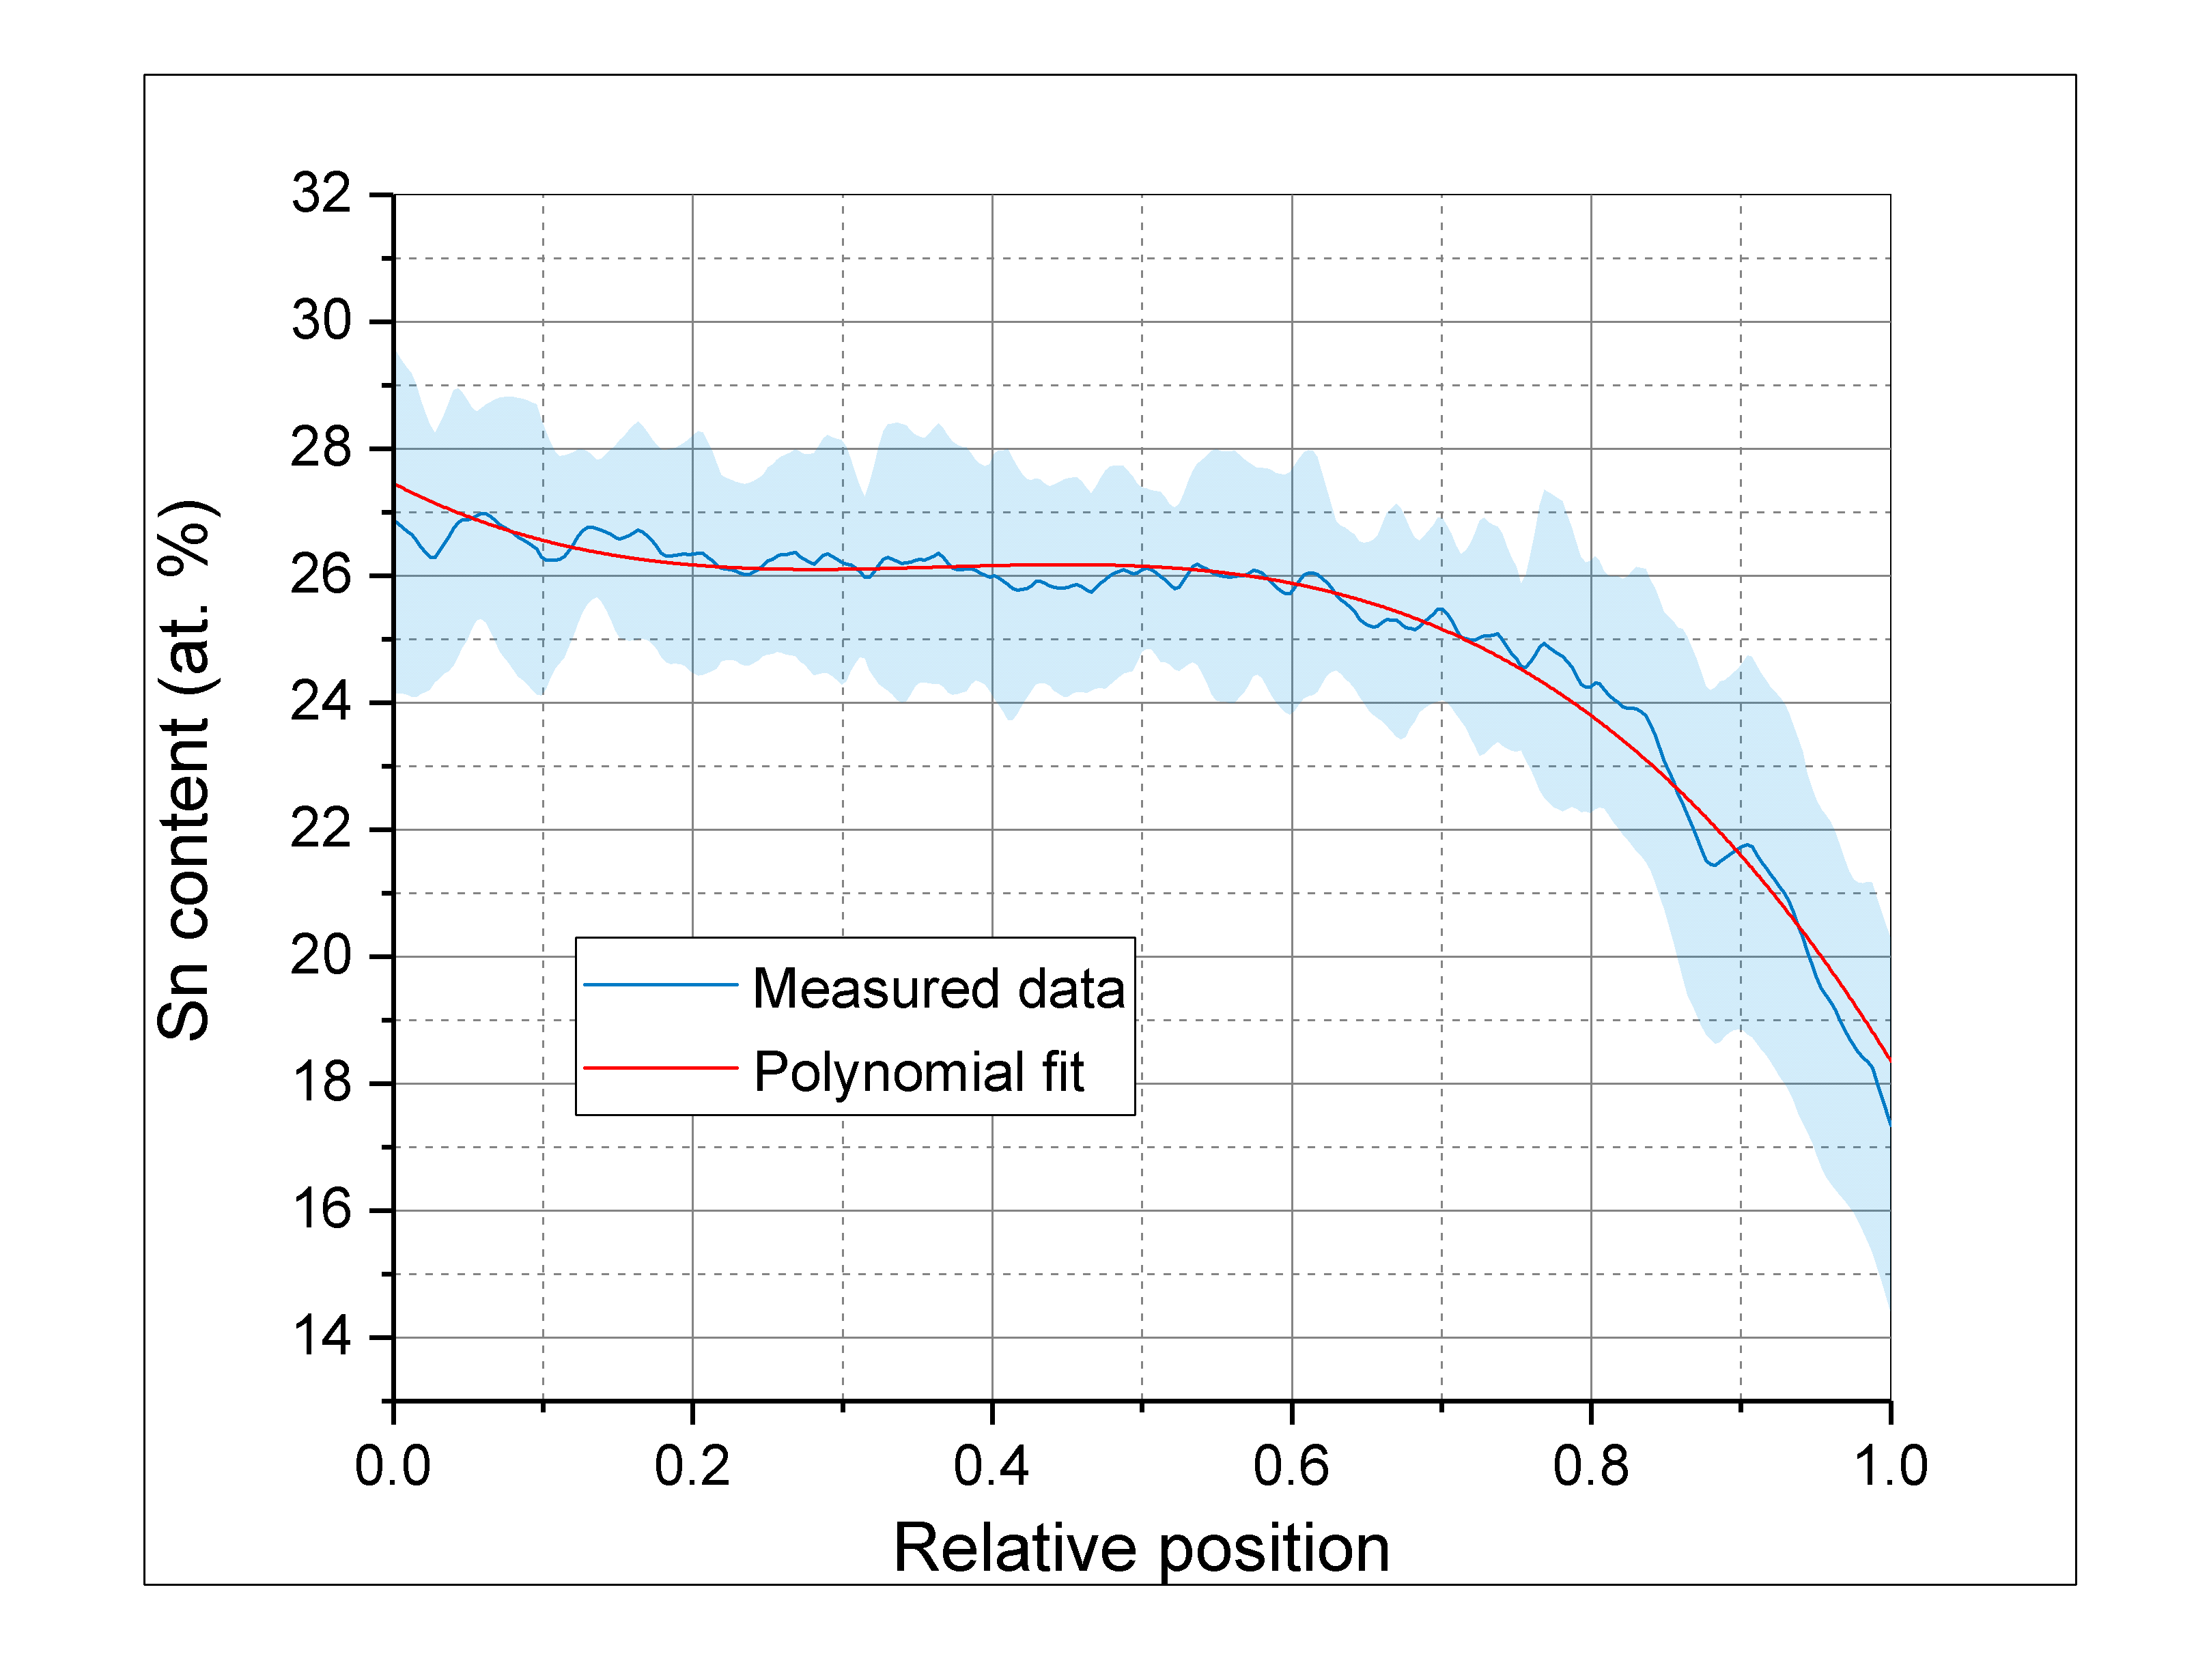 32
30
28
26
24
22
20
18
16
14
Sn content (at. %)
Measured data
Polynomial fit
0.0 0.2 0.4 0.6 0.8 1.0
Relative position